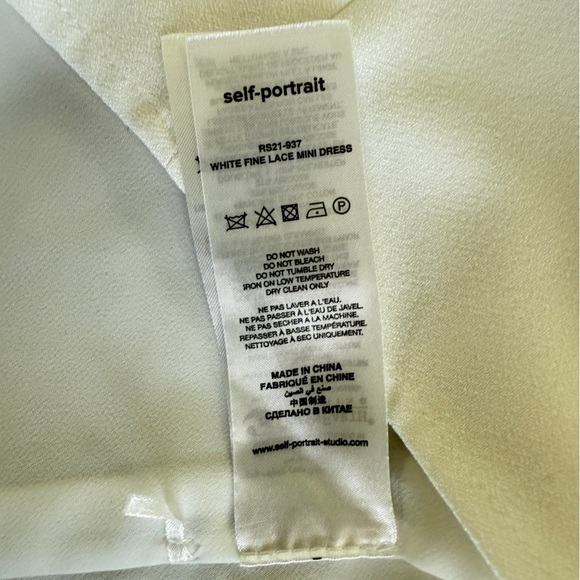 self-portrait
RS21-937
WHITE FINE LACE MINI DRESS
P
DO NOT WASH
DO NOT BLEACH
DO NOT TUMBLE DRY
IRON ON LOW TEMPERATURE
DRY CLEAN ONLY
NE PAS LAVER A L'EAU.
NE PAS PASSER À L'EAU DE JAVEL.
NE PAS SECHER A LA MACHINE.
REPASSER À BASSE TEMPÉRATURE.
NETTOYAGE À SEC UNIQUEMENT.
MADE IN CHINA
FABRIQUÉ EN CHINE
صنع في الصين
中国制造
СДЕЛАНО В КИТАЕ
www.self-portrait-studio.com